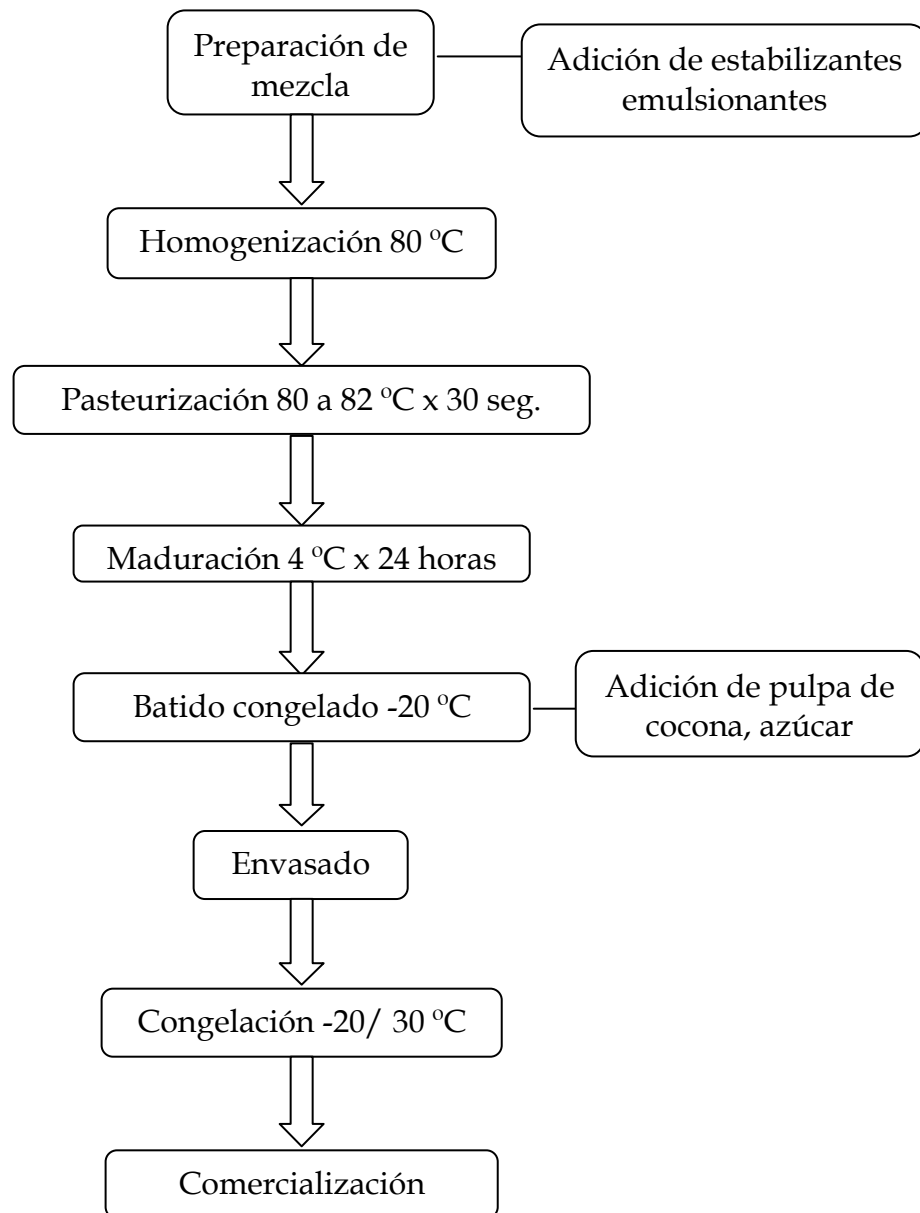 Preparación de
mezcla
Adición de estabilizantes
emulsionantes
Homogenización 80 ºC
Pasteurización 80 a 82 ºC x 30 seg.
Maduración 4 ºC x 24 horas
Batido congelado -20 ºC
Adición de pulpa de
cocona, azúcar
Envasado
Congelación -20/ 30 ºC
Comercialización